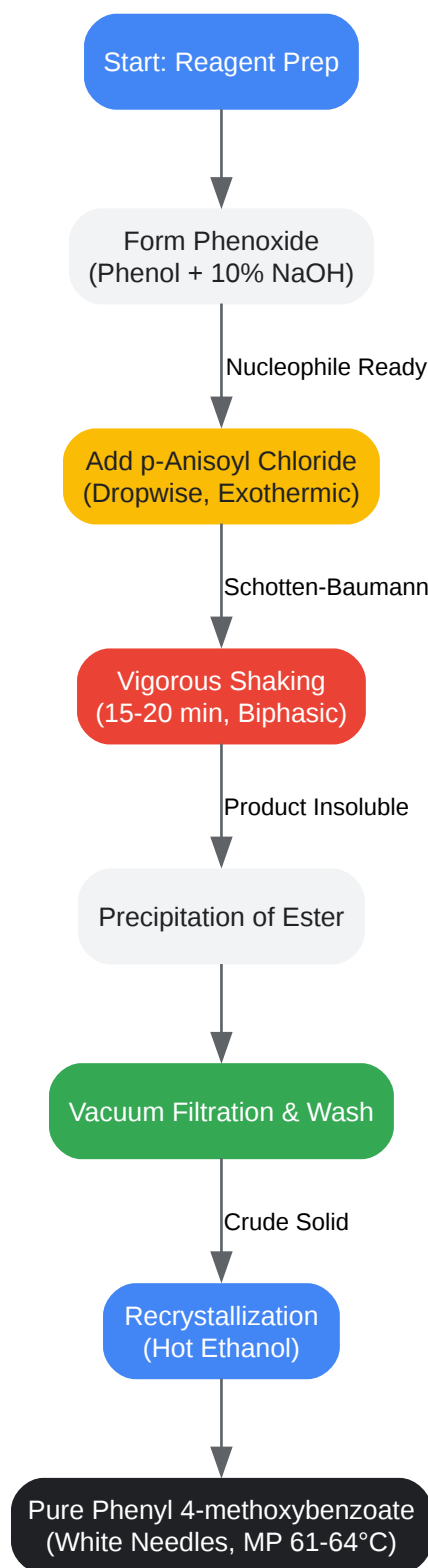 Start: Reagent Prep
Form Phenoxide
(Phenol + 10% NaOH)
Nucleophile Ready
Add p-Anisoyl Chloride
(Dropwise, Exothermic)
Schotten-Baumann
Vigorous Shaking
(15-20 min, Biphasic)
Product Insoluble
Precipitation of Ester
Vacuum Filtration & Wash
Crude Solid
Recrystallization
(Hot Ethanol)
Pure Phenyl 4-methoxybenzoate
(White Needles, MP 61-64°C)